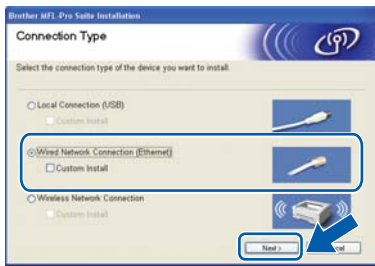 Brother MFL-Pro Suite Installation
Connection Type
Select the connection type of the device you want to install.
Local Connection (USB)
Custom Install
Wired Network Connection (Ethernet)
Custom Install
Wireless Network Connection
Custom Install
Next >